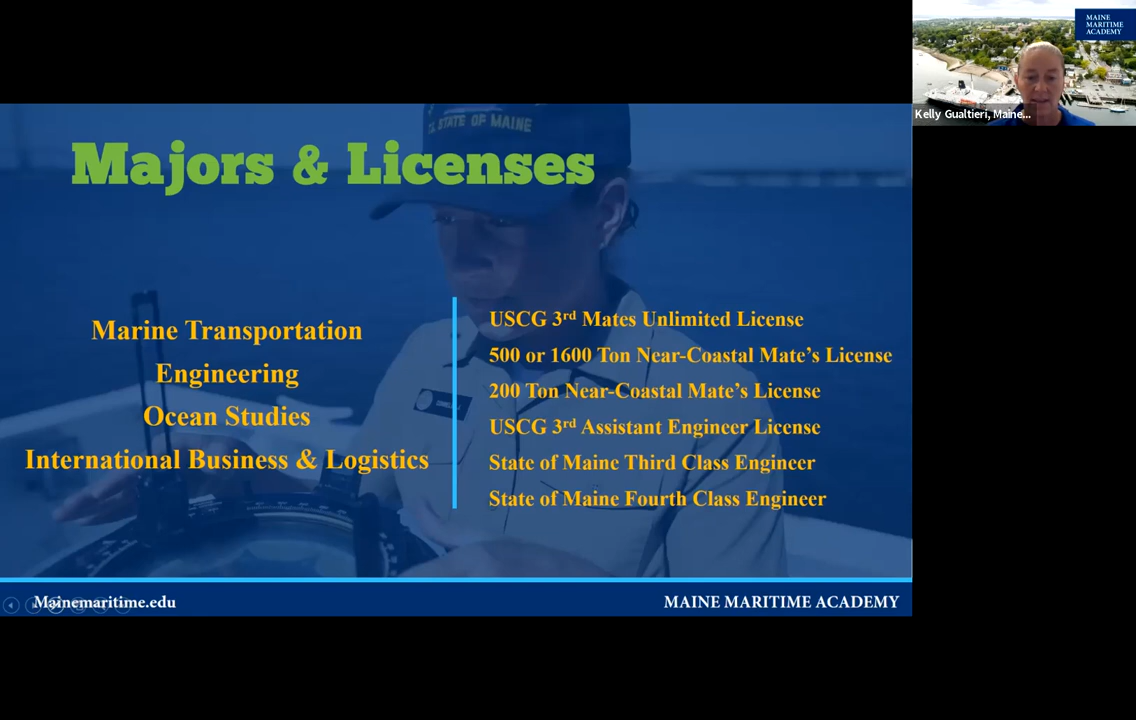 MAINE
MARITIME
ACADEMY
Kelly Gualtieri, Maine...
STATE OF MAINE
Majors & Licenses
Marine Transportation
Engineering
Ocean Studies
International Business & Logistics
USCG 3rd Mates Unlimited License
500 or 1600 Ton Near-Coastal Mate’s License
200 Ton Near-Coastal Mate’s License
USCG 3rd Assistant Engineer License
State of Maine Third Class Engineer
State of Maine Fourth Class Engineer
Mainemaritime.edu
MAINE MARITIME ACADEMY